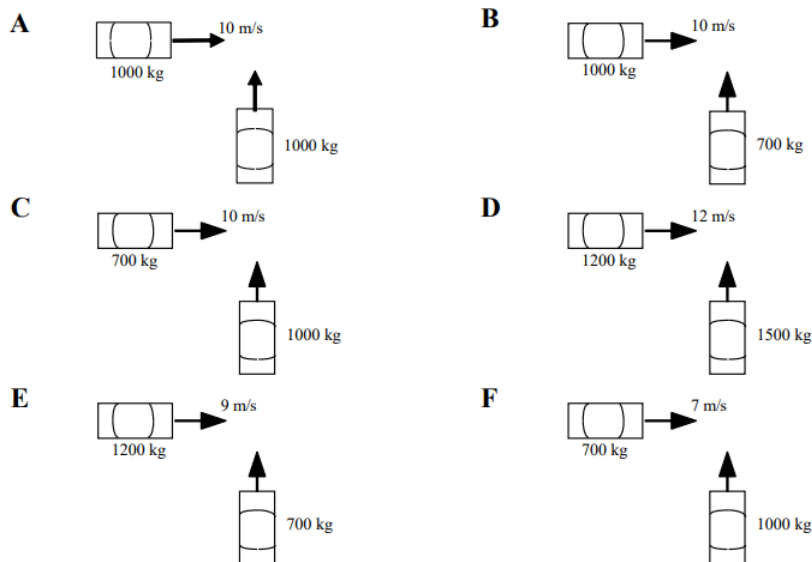 A
10 m/s
1000 kg
1000 kg
B
10 m/s
1000 kg
700 kg
C
10 m/s
700 kg
1000 kg
D
12 m/s
1200 kg
1500 kg
E
9 m/s
1200 kg
700 kg
F
7 m/s
700 kg
1000 kg